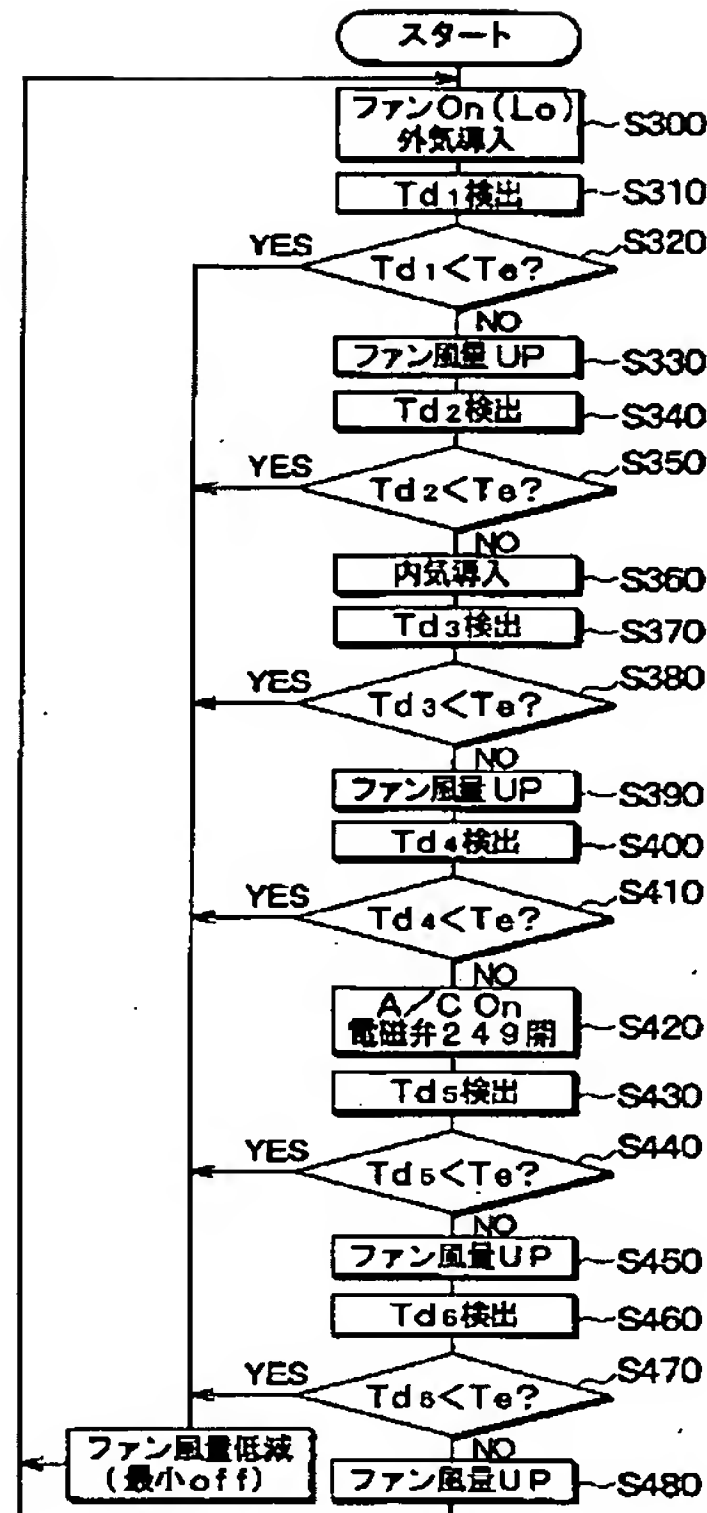 スタート
ファンOn(Lo)
外気導入
S300
Td1検出
S310
Td1<Te?
S320
YES
NO
ファン風量UP
S330
Td2検出
S340
Td2<Te?
S350
YES
NO
内気導入
S360
Td3検出
S370
Td3<Te?
S380
YES
NO
ファン風量UP
S390
Td4検出
S400
Td4<Te?
S410
YES
NO
A/C On
電磁弁249開
S420
Td5検出
S430
Td5<Te?
S440
YES
NO
ファン風量UP
S450
Td6検出
S460
Td6<Te?
S470
YES
NO
ファン風量低減
(最小off)
ファン風量UP
S480